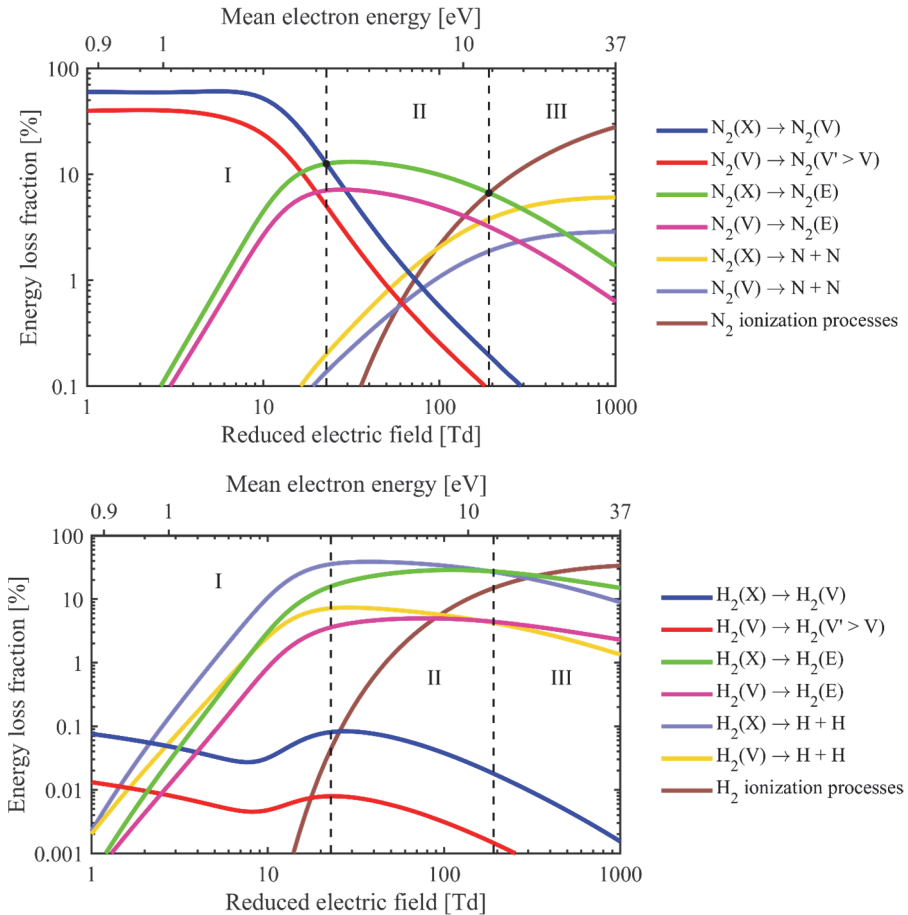 Mean electron energy [eV]
0.9 1 10 37
100
10
1
0.1
Energy loss fraction [%]
I
II
III
1 10 100 1000
Reduced electric field [Td]
N₂(X) → N₂(V)
N₂(V) → N₂(V' > V)
N₂(X) → N₂(E)
N₂(V) → N₂(E)
N₂(X) → N + N
N₂(V) → N + N
N₂ ionization processes
Mean electron energy [eV]
0.9 1 10 37
100
10
1
0.1
0.01
0.001
Energy loss fraction [%]
I
II
III
1 10 100 1000
Reduced electric field [Td]
H₂(X) → H₂(V)
H₂(V) → H₂(V' > V)
H₂(X) → H₂(E)
H₂(V) → H₂(E)
H₂(X) → H + H
H₂(V) → H + H
H₂ ionization processes